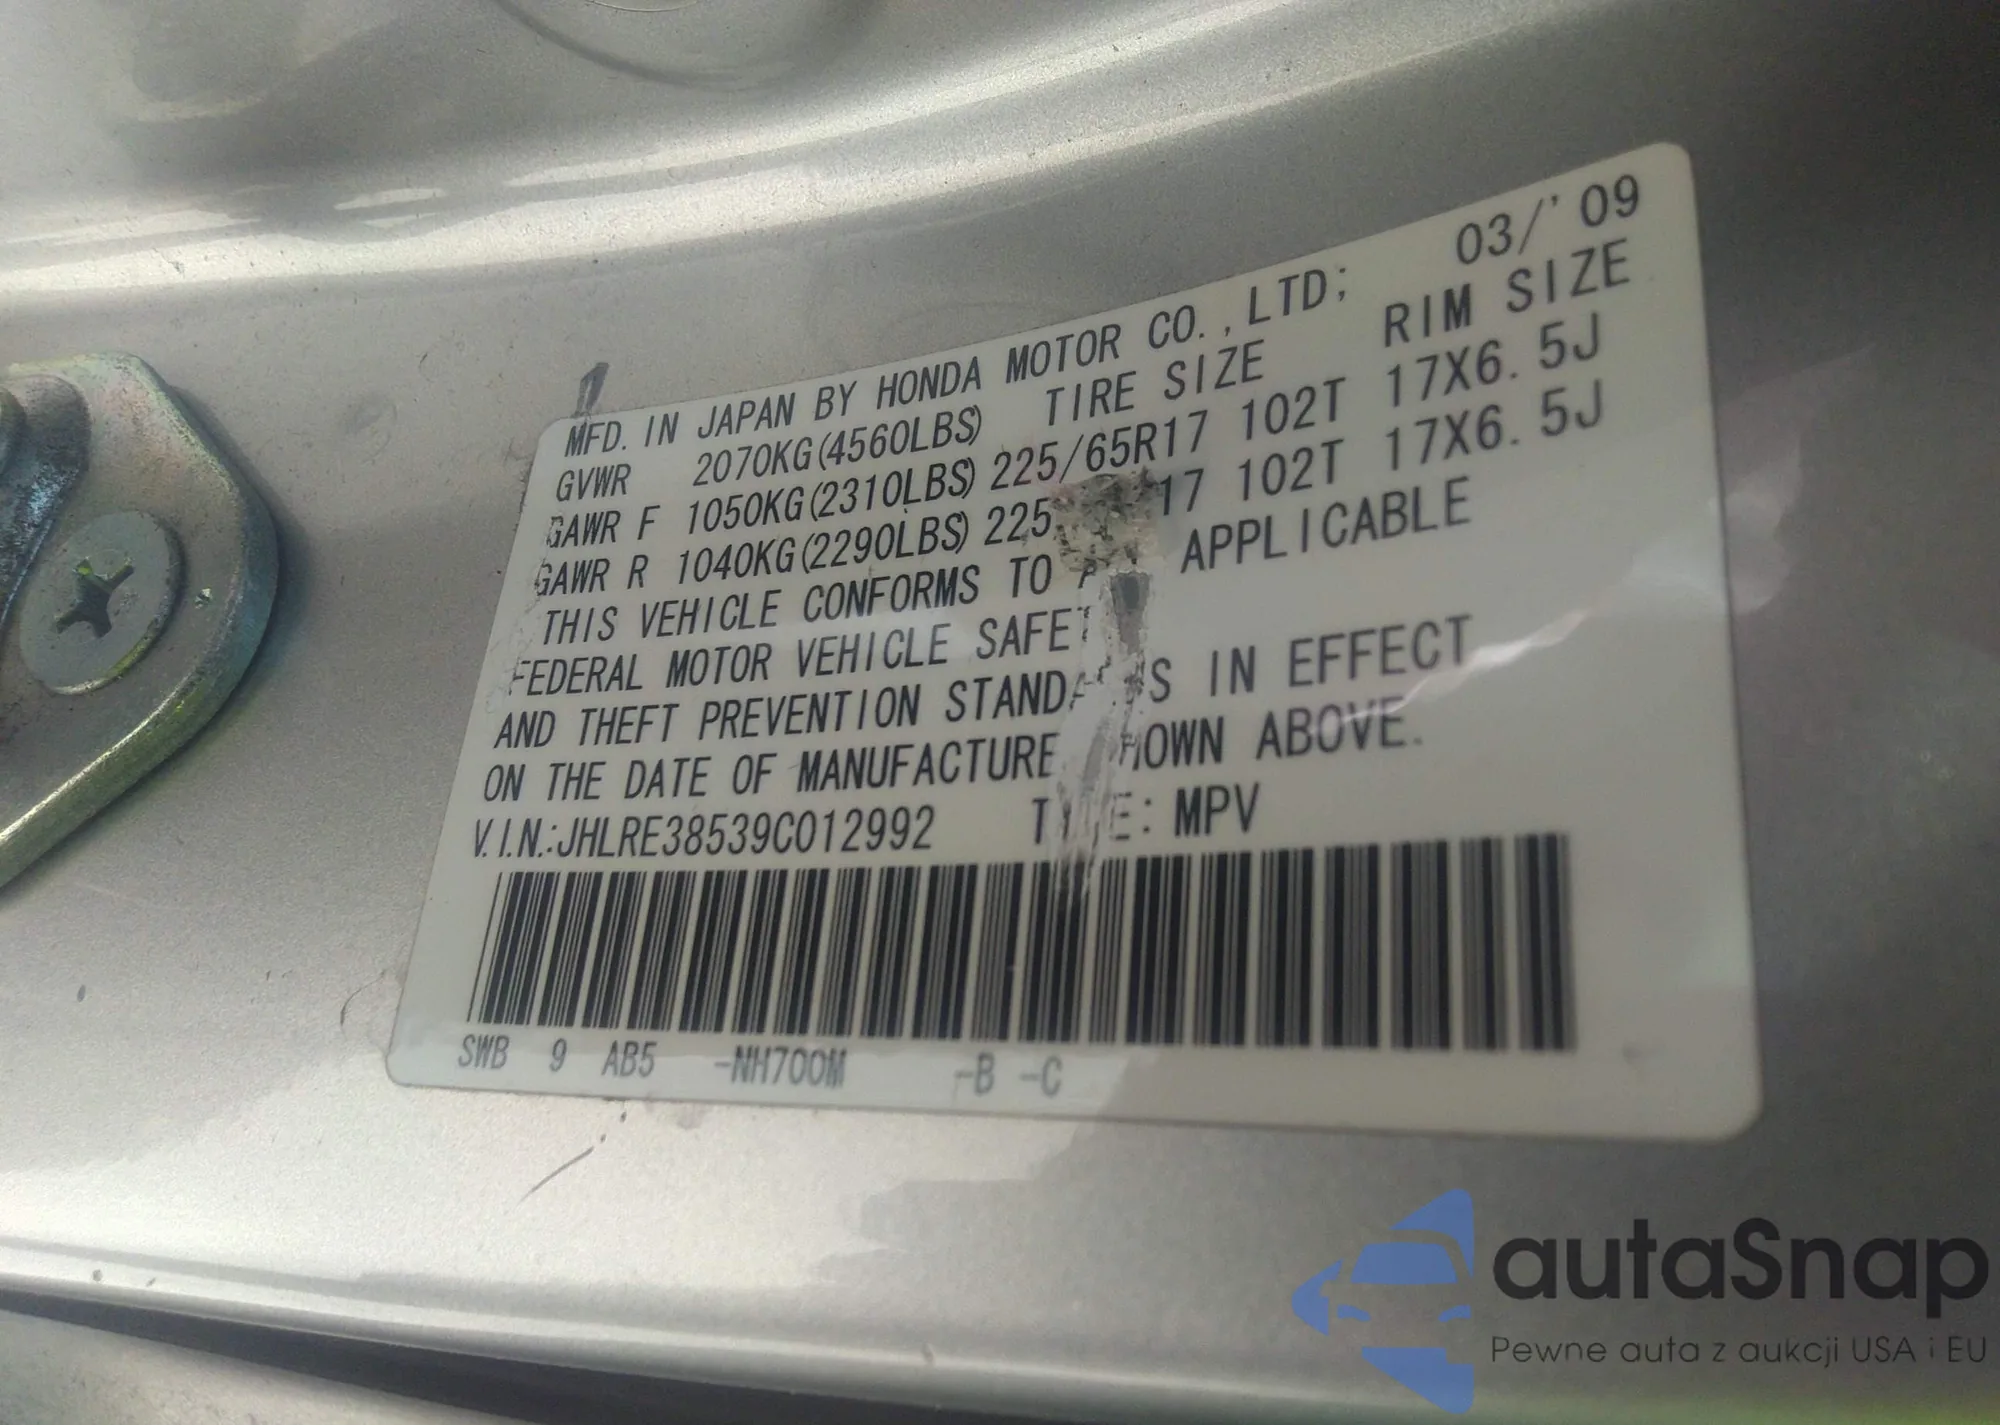 MFD. IN JAPAN BY HONDA MOTOR CO., LTD; 03/'09
GVWR 2070KG(4560LBS) TIRE SIZE RIM SIZE
GAWR F 1050KG(2310LBS) 225/65R17 102T 17X6.5J
GAWR R 1040KG(2290LBS) 225 17 102T 17X6.5J
THIS VEHICLE CONFORMS TO APPLICABLE
FEDERAL MOTOR VEHICLE SAFET
AND THEFT PREVENTION STANDARDS IN EFFECT
ON THE DATE OF MANUFACTURE SHOWN ABOVE.
V.I.N.:JHLRE38539C012992 TYPE: MPV
SWB 9 AB5 -NH700M -B -C
autaSnap
Pewne auta z aukcji USA i EU